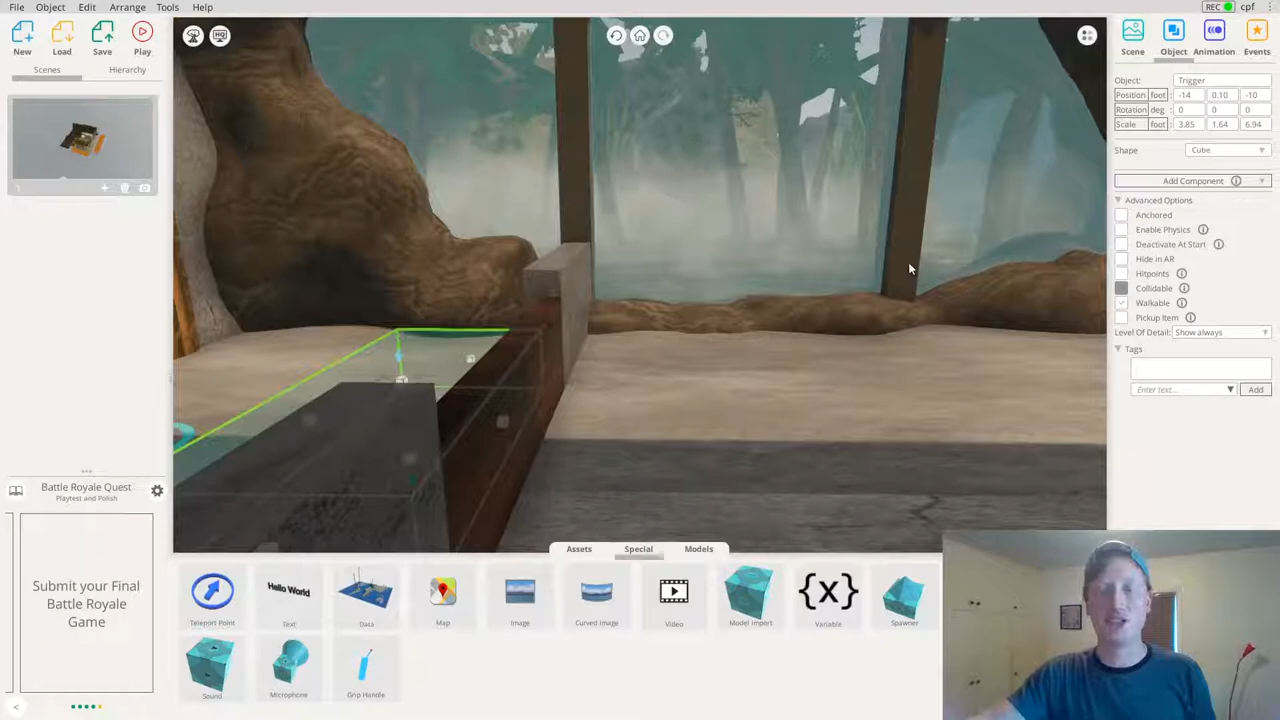 File Object Edit Arrange Tools Help
REC cpf
New Load Save Play
HQ
Scene Object Animation Events
Scenes Hierarchy
Object: Trigger
Position foot -14 0.10 -10
Rotation deg 0 0 0
Scale foot 3.85 1.64 6.94
Shape Cube
Add Component
1
Advanced Options
Anchored
Enable Physics
Deactivate At Start
Hide in AR
Hitpoints
Collidable
Walkable
Pickup Item
Level Of Detail: Show always
Tags
Enter text... Add
Battle Royale Quest
Playtest and Polish
Submit your Final
Battle Royale
Game
Assets Special Models
Hello World
{x}
Teleport Point Text Data Map Image Curved Image Video Model Import Variable Spawner
Sound Microphone Grip Handle